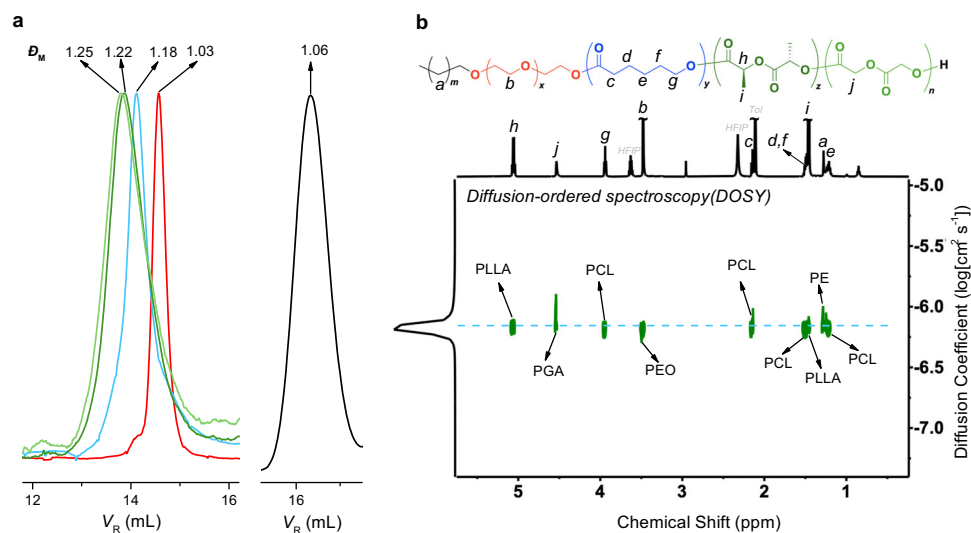 a
Đ_M 1.25 1.22 1.18 1.03
1.06
12 14 16
V_R (mL)
16
V_R (mL)
b
O O O O O O O O O O O H
a m b x c d e f g y h i z j n
h j g HFIP b HFIP c Tol d,f i a e
Diffusion-ordered spectroscopy(DOSY)
PLLA PCL PCL PE
PGA PEO PCL PLLA PCL
-5.0
-5.5
-6.0
-6.5
-7.0
Diffusion Coefficient (log[cm² s⁻¹)
5 4 3 2 1
Chemical Shift (ppm)